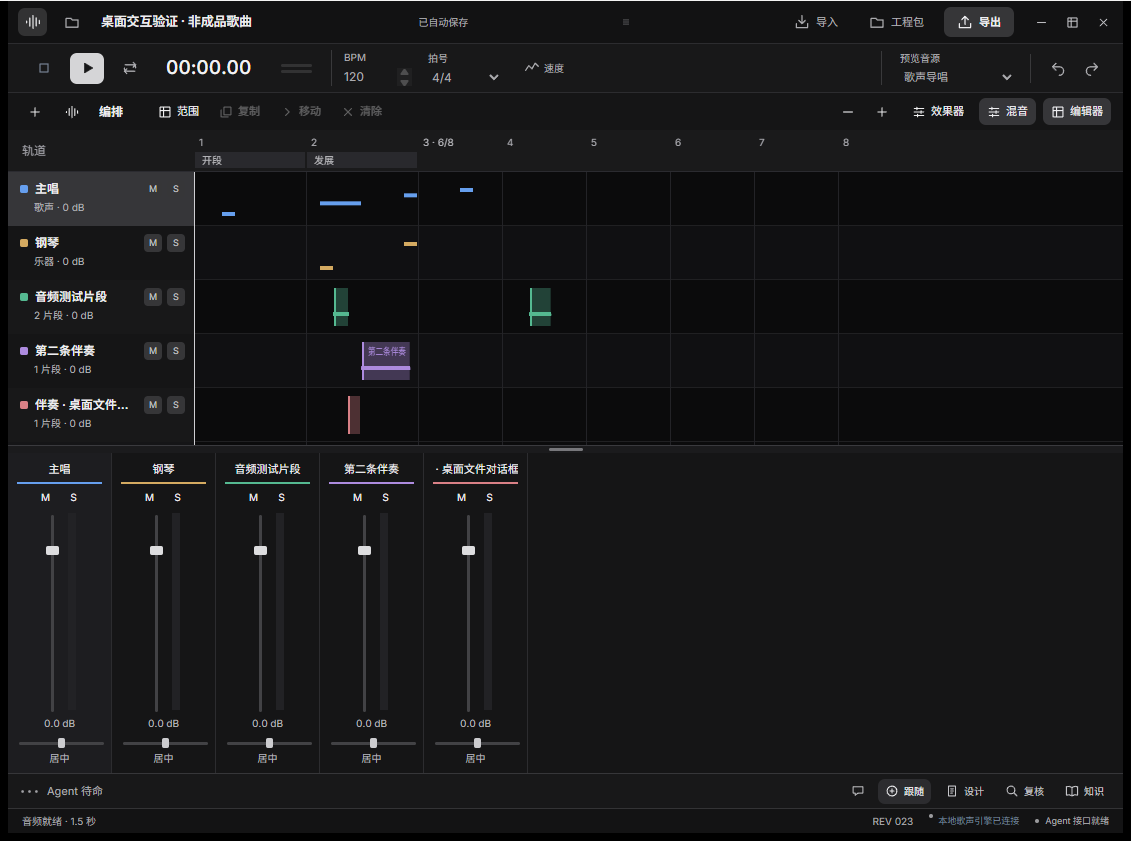 桌面交互验证 · 非成品歌曲 已自动保存 导入 工程包 导出
00:00.00 BPM 120 拍号 4/4 速度 预览音源 歌声导唱
编排 范围 复制 移动 清除 效果器 混音 编辑器
轨道 1 2 3 · 6/8 4 5 6 7 8
开段 发展
主唱 M S
歌声 · 0 dB
钢琴 M S
乐器 · 0 dB
音频测试片段 M S
2 片段 · 0 dB
第二条伴奏 M S 第二条伴奏
1 片段 · 0 dB
伴奏 · 桌面文件... M S
1 片段 · 0 dB
主唱 钢琴 音频测试片段 第二条伴奏 · 桌面文件对话框
M S M S M S M S M S
0.0 dB 0.0 dB 0.0 dB 0.0 dB 0.0 dB
居中 居中 居中 居中 居中
Agent 待命 跟随 设计 复核 知识
音频就绪 · 1.5 秒 REV 023 本地歌声引擎已连接 Agent 接口就绪